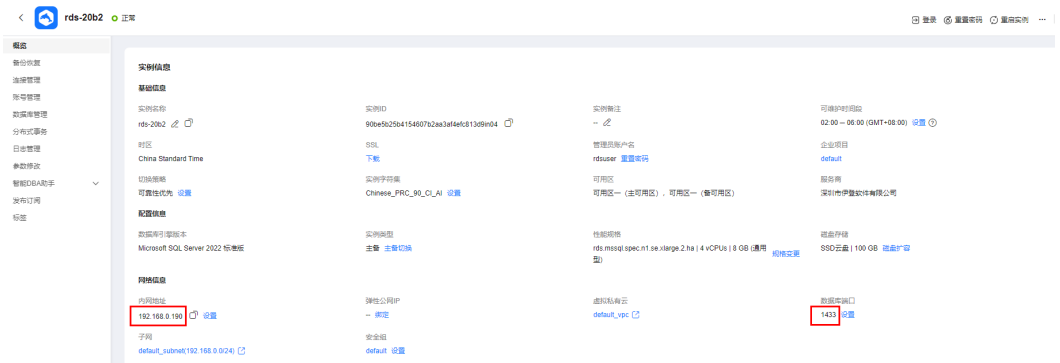 rds-20b2 正常 登录 重置密码 重启实例 ...
概览
备份恢复
连接管理
账号管理
数据库管理
分布式事务
日志管理
参数修改
智能DBA助手
发布订阅
标签
实例信息
基础信息
实例名称 实例ID 实例备注 可维护时间段
rds-20b2 90be5b25b4154607b2aa3af4efc813d9in04 -- 02:00 – 06:00 (GMT+08:00) 设置
时区 SSL 管理员账户名 企业项目
China Standard Time 下载 rdsuser 重置密码 default
切换策略 实例字符集 可用区 服务商
可靠性优先 设置 Chinese_PRC_90_CI_AI 设置 可用区一（主可用区），可用区一（备可用区） 深圳市伊登软件有限公司
配置信息
数据库引擎版本 实例类型 性能规格 磁盘存储
Microsoft SQL Server 2022 标准版 主备 主备切换 rds.mssql.spec.n1.se.xlarge.2.ha | 4 vCPUs | 8 GB (通用型) 规格变更 SSD云盘 | 100 GB 磁盘扩容
网络信息
内网地址 弹性公网IP 虚拟私有云 数据库端口
192.168.0.190 设置 -- 绑定 default_vpc 1433 设置
子网 安全组
default_subnet(192.168.0.0/24) default 设置